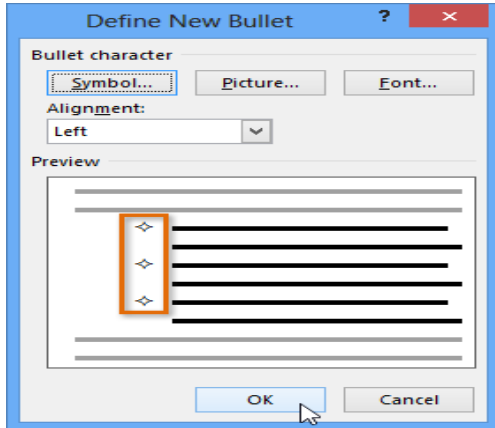 Define New Bullet ?
Bullet character
Symbol... Picture... Font...
Alignment:
Left
Preview
OK Cancel